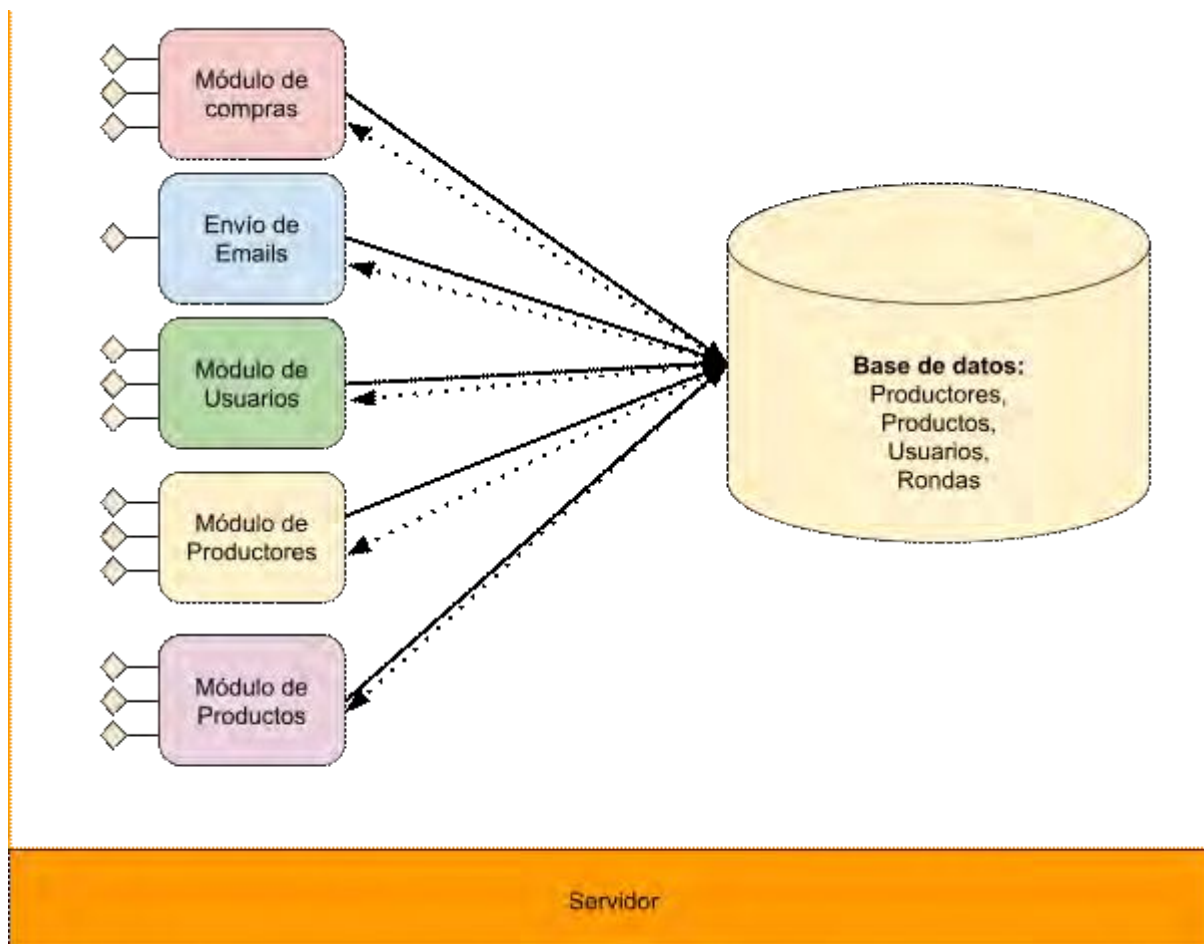 Módulo de
compras
Envío de
Emails
Módulo de
Usuarios
Módulo de
Productores
Módulo de
Productos
Base de datos:
Productores,
Productos,
Usuarios,
Rondas
Servidor